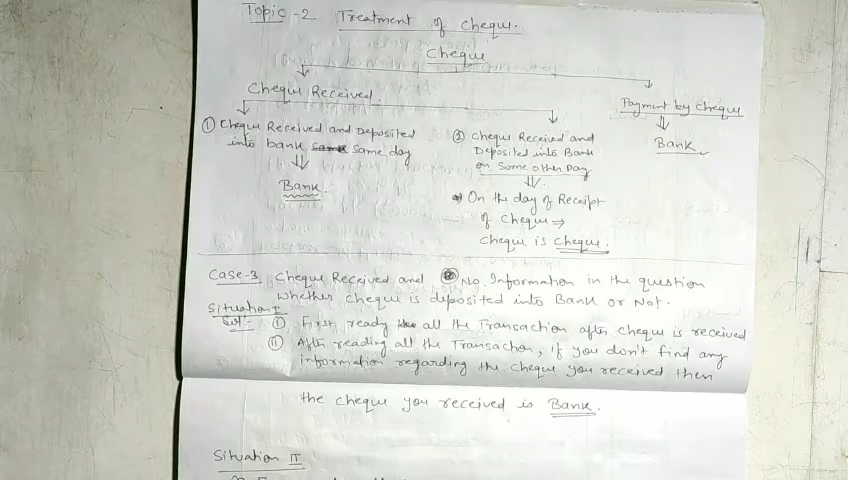 Topic-2 Treatment of cheque.
Cheque
Cheque Received.
Payment by cheque
Bank
① Cheque Received and Deposited
into bank same day
Bank.
② Cheque Received and
Deposited into Bank
on Some other Day
On the day of Receipt
of cheque ⇒
cheque is cheque.
Case-3 Cheque Received and No Information in the question
whether cheque is deposited into Bank or Not.
Situation I
Sol:- ① First ready all the Transaction after cheque is received
⑪ After reading all the Transaction, if you don't find any
information regarding the cheque you received then
the cheque you received is Bank.
Situation II